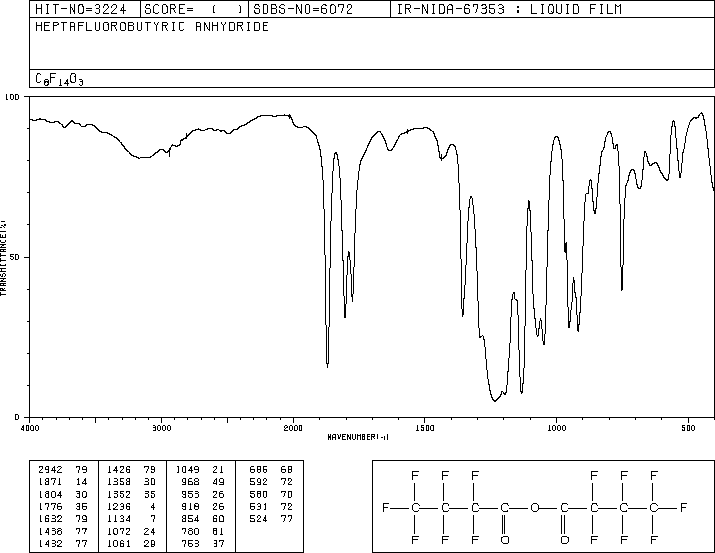 HIT-NO=3224 SCORE= ( ) SDBS-NO=6072 IR-NIDA-67353 : LIQUID FILM
HEPTAFLUOROBUTYRIC ANHYDRIDE
C8F14O3
100
50
0
TRANSMITTANCE(%)
4000 3000 2000 1500 1000 500
WAVENUMBER(-1)
2942 79 1426 79 1049 21 686 68
1871 14 1358 30 968 49 592 72
1804 30 1352 35 953 26 580 70
1776 35 1236 4 918 26 531 72
1632 79 1134 7 854 60 524 77
1438 77 1072 24 780 81
1432 77 1061 29 753 37
F F F F F F
F C C C C O C C C C F
F F F O O F F F